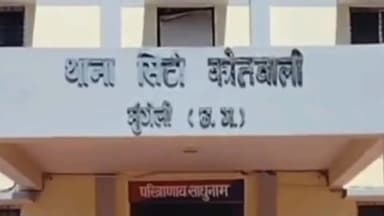 थाना सिटी कोतवाली
मुंगेली (छ.ग.)
परित्राणाय साधुनाम